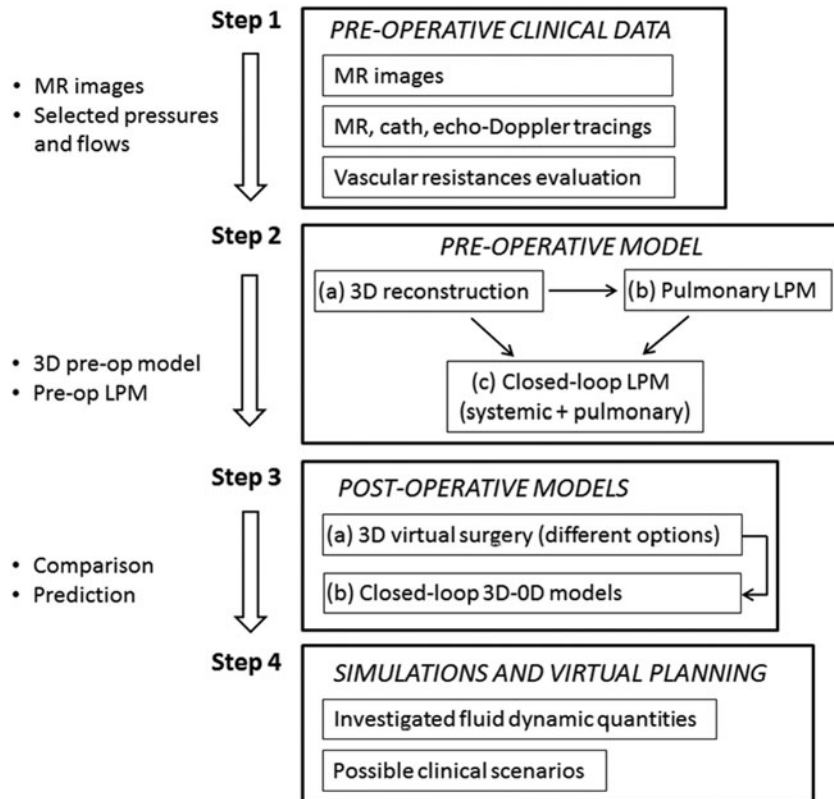 Step 1
PRE-OPERATIVE CLINICAL DATA
MR images
MR, cath, echo-Doppler tracings
Vascular resistances evaluation
• MR images
• Selected pressures
and flows
Step 2
PRE-OPERATIVE MODEL
(a) 3D reconstruction
(b) Pulmonary LPM
(c) Closed-loop LPM
(systemic + pulmonary)
• 3D pre-op model
• Pre-op LPM
Step 3
POST-OPERATIVE MODELS
(a) 3D virtual surgery (different options)
(b) Closed-loop 3D-0D models
• Comparison
• Prediction
Step 4
SIMULATIONS AND VIRTUAL PLANNING
Investigated fluid dynamic quantities
Possible clinical scenarios